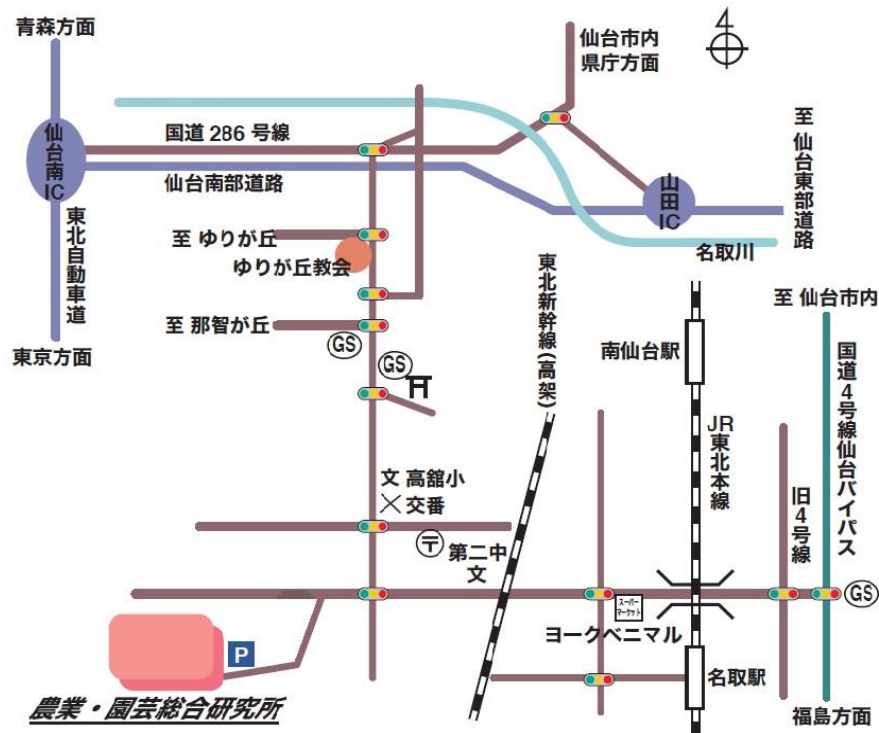 青森方面
4
仙台市内
県庁方面
仙台南IC
国道286号線
至 仙台東部道路
仙台南部道路
山田IC
東北自動車道
至 ゆりが丘
ゆりが丘教会
名取川
東北新幹線(高架)
至 仙台市内
至 那智が丘
GS
東京方面
GS
南仙台駅
国道4号線仙台バイパス
JR東北本線
旧4号線
文 高舘小
交番
〒
第二中
文
スーパー
マーケット
GS
ヨークベニマル
P
名取駅
農業・園芸総合研究所
福島方面